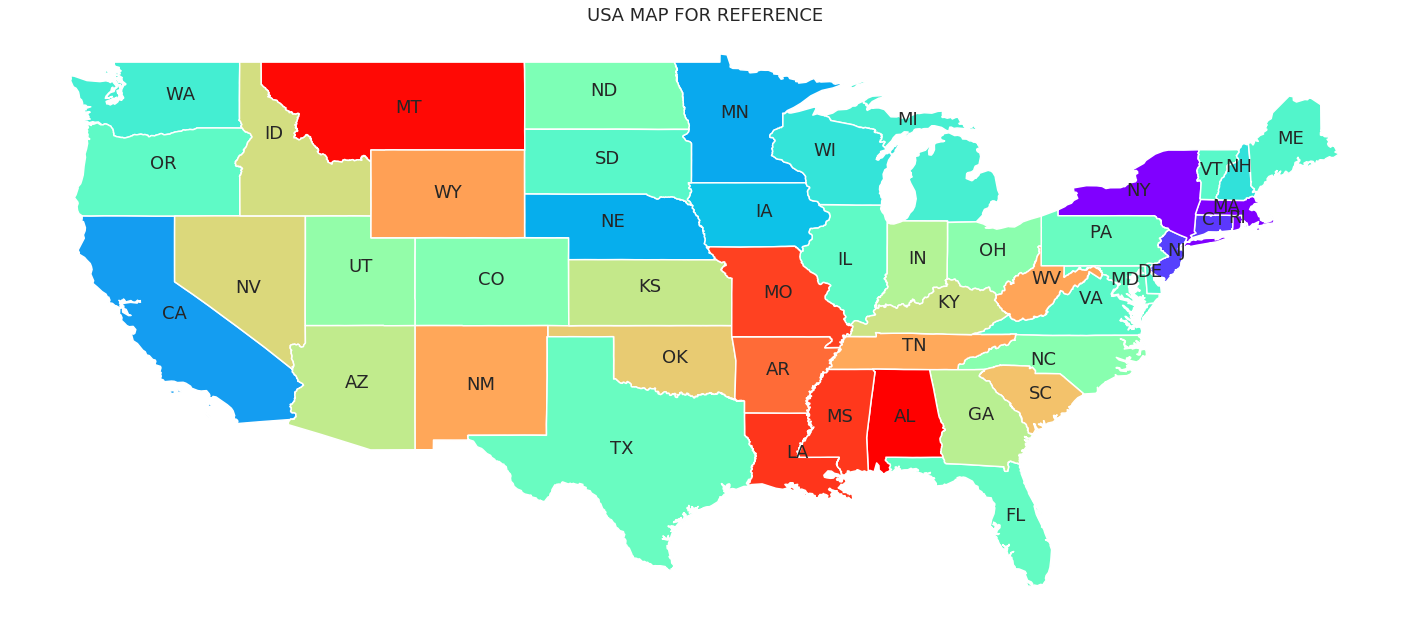 USA MAP FOR REFERENCE
WA
MT
ND
MN
MI
ME
ID
OR
SD
WI
VT
NH
WY
NY
NE
IA
MA
CT
RI
PA
UT
CO
KS
IL
IN
OH
NJ
NV
MO
WV
MD
DE
CA
KY
VA
AZ
NM
OK
AR
TN
NC
MS
AL
GA
SC
TX
LA
FL